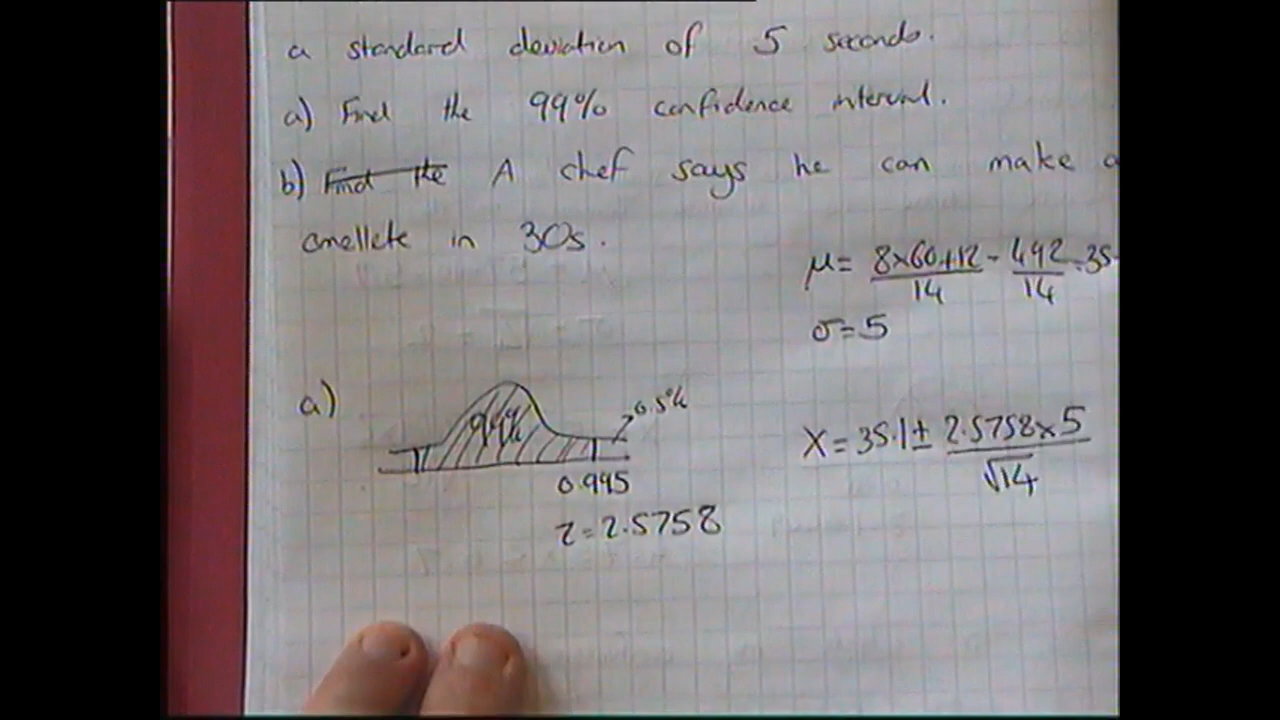 a standard deviation of 5 seconds.
a) Find the 99% confidence interval.
b) Find the A chef says he can make a
omellete in 30s.
μ= 8×60+12 = 492 = 35.
14 14
σ=5
a)
99%
0.5%
0.995
z=2.5758
X = 35.1 ± 2.5758×5
√14